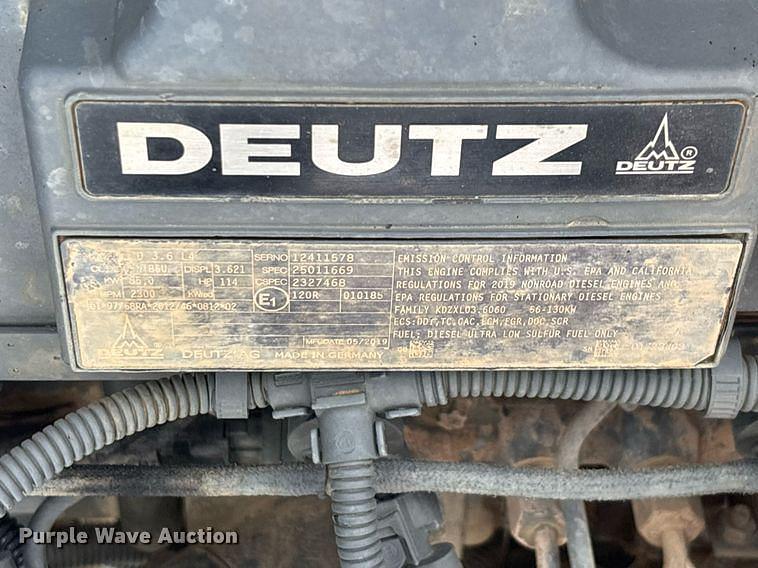 DEUTZ
DEUTZ ®
D 3.6 L4 SERNO 12411578 EMISSION CONTROL INFORMATION
DISPL 3.621 SPEC 25011669 THIS ENGINE COMPLIES WITH U.S. EPA AND CALIFORNIA
KW 85.0 HP 114 CSPEC 2327468 REGULATIONS FOR 2019 NONROAD DIESEL ENGINES AND
RPM 2300 E1 120R 010185 EPA REGULATIONS FOR STATIONARY DIESEL ENGINES
FAMILY KDZXL03.6060 56-130KW
ECS:DDI,TC,CAC,ECM,EGR,DOC,SCR
MFGDATE 05/2019 FUEL: DIESEL ULTRA LOW SULFUR FUEL ONLY
DEUTZ DEUTZ AG MADE IN GERMANY
Purple Wave Auction